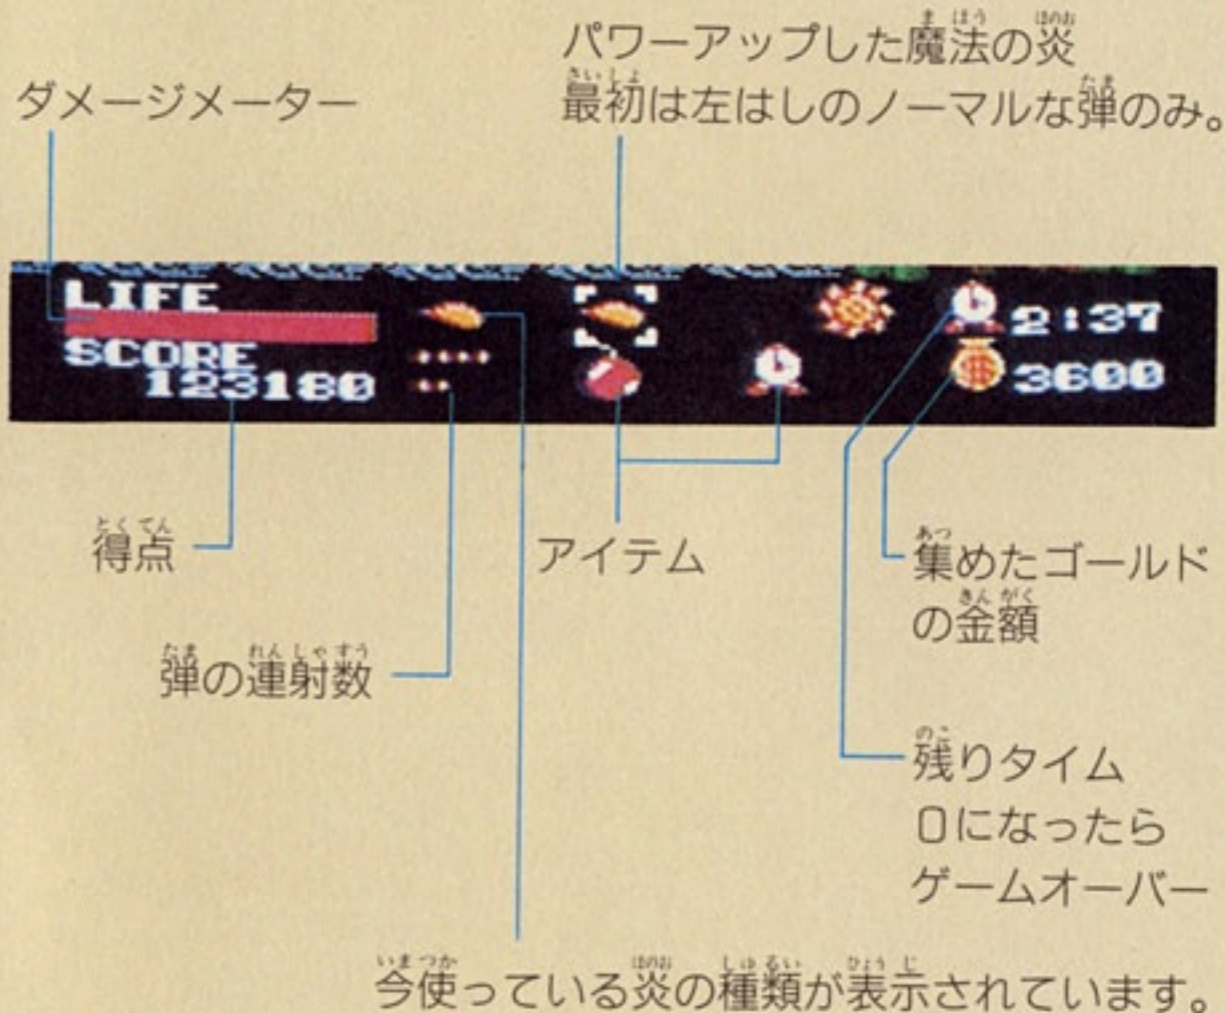 パワーアップした魔法の炎
最初は左はしのノーマルな弾のみ。
ダメージメーター
LIFE
SCORE
123180
2:37
3600
得点
アイテム
集めたゴールド
の金額
弾の連射数
残りタイム
0になったら
ゲームオーバー
今使っている炎の種類が表示されています。